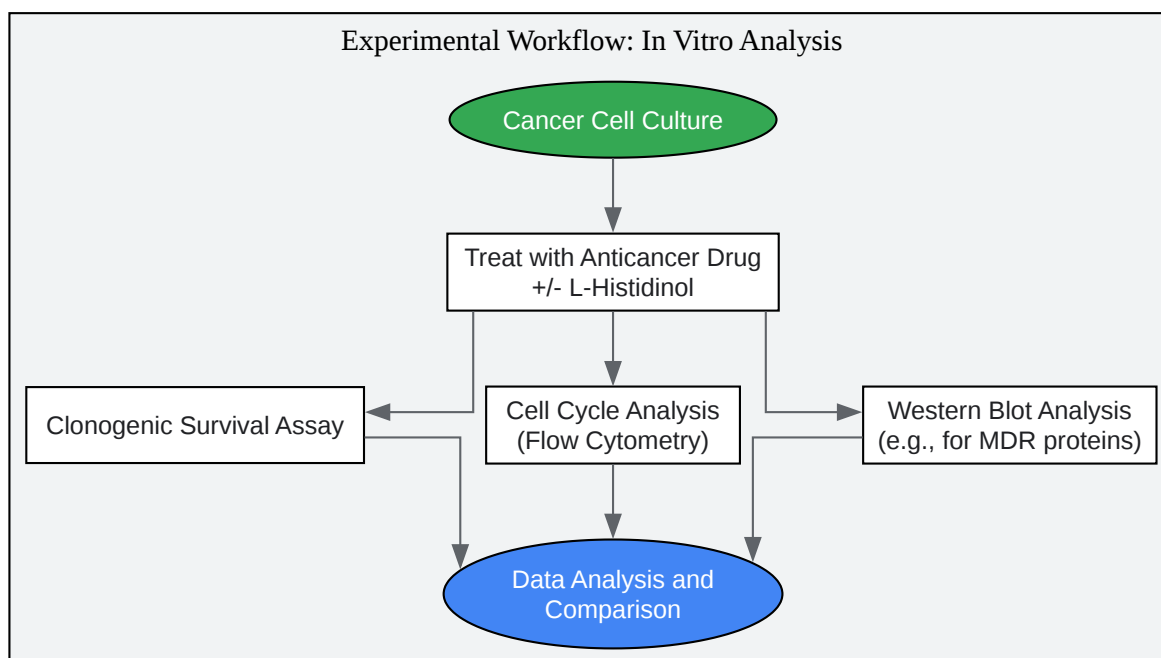 Experimental Workflow: In Vitro Analysis
Cancer Cell Culture
Treat with Anticancer Drug
+/- L-Histidinol
Clonogenic Survival Assay
Cell Cycle Analysis
(Flow Cytometry)
Western Blot Analysis
(e.g., for MDR proteins)
Data Analysis and
Comparison